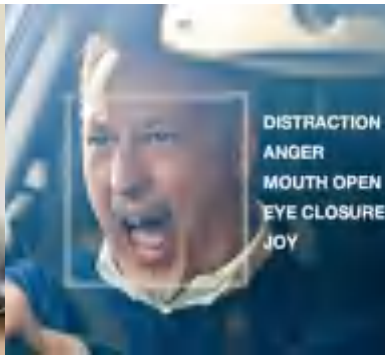 DISTRACTION
ANGER
MOUTH OPEN
EYE CLOSURE
JOY